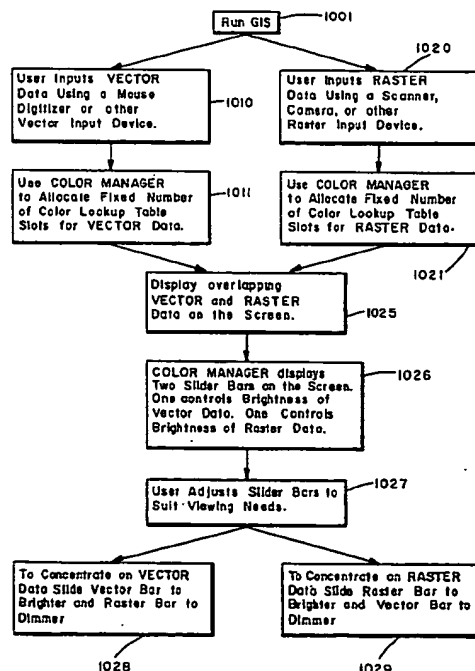 Run GIS
1001
1020
User Inputs VECTOR
Data Using a Mouse
Digitizer or other
Vector Input Device.
1010
User Inputs RASTER
Data Using a Scanner,
Camera, or other
Raster Input Device.
Use COLOR MANAGER
to Allocate Fixed Number
of Color Lookup Table
Slots for VECTOR Data.
1011
Use COLOR MANAGER
to Allocate Fixed Number
of Color Lookup Table
Slots for RASTER Data.
1021
Display overlapping
VECTOR and RASTER
Data on the Screen.
1025
COLOR MANAGER displays
Two Slider Bars on the Screen.
One controls Brightness of
Vector Data. One Controls
Brightness of Raster Data.
1026
User Adjusts Slider Bars to
Suit Viewing Needs.
1027
To Concentrate on VECTOR
Data Slide Vector Bar to
Brighter and Raster Bar to
Dimmer
1028
To Concentrate on RASTER
Data Slide Raster Bar to
Brighter and Vector Bar to
Dimmer
1029